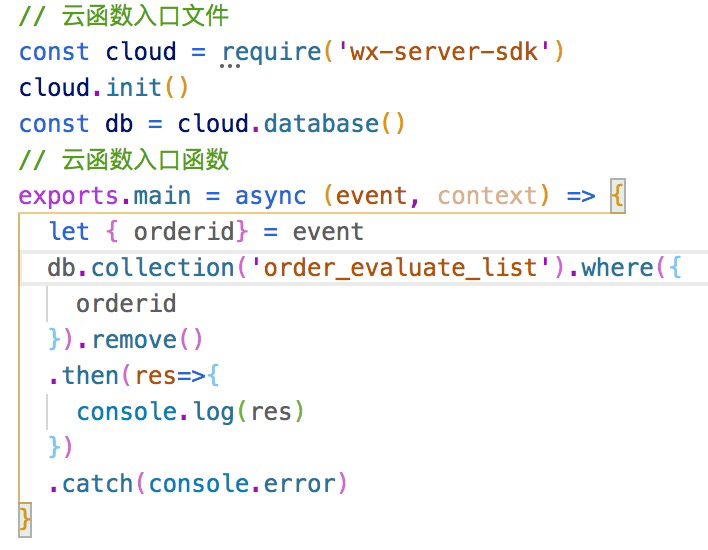 // 云函数入口文件
const cloud = require('wx-server-sdk')
cloud.init()
const db = cloud.database()
// 云函数入口函数
exports.main = async (event, context) => {
  let { orderid} = event
  db.collection('order_evaluate_list').where({
    orderid
  }).remove()
  .then(res=>{
    console.log(res)
  })
  .catch(console.error)
}